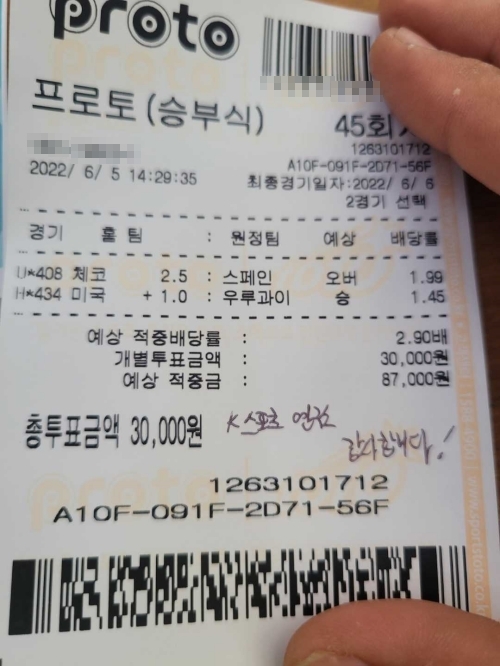 proto
프로토(승부식) 45회차
1263101712
A10F-091F-2D71-56F
2022/ 6/ 5 14:29:35 최종경기일자:2022/ 6/ 6
2경기 선택
경기 홈 팀 : 원정팀 예상 배당률
U*408 체코 2.5 : 스페인 오버 1.99
H*434 미국 + 1.0 : 우루과이 승 1.45
예상 적중배당률 : 2.90배
개별투표금액 : 30,000원
예상 적중금 : 87,000원
총투표금액 30,000원
K스포츠
감사합니다!
1263101712
A10F-091F-2D71-56F